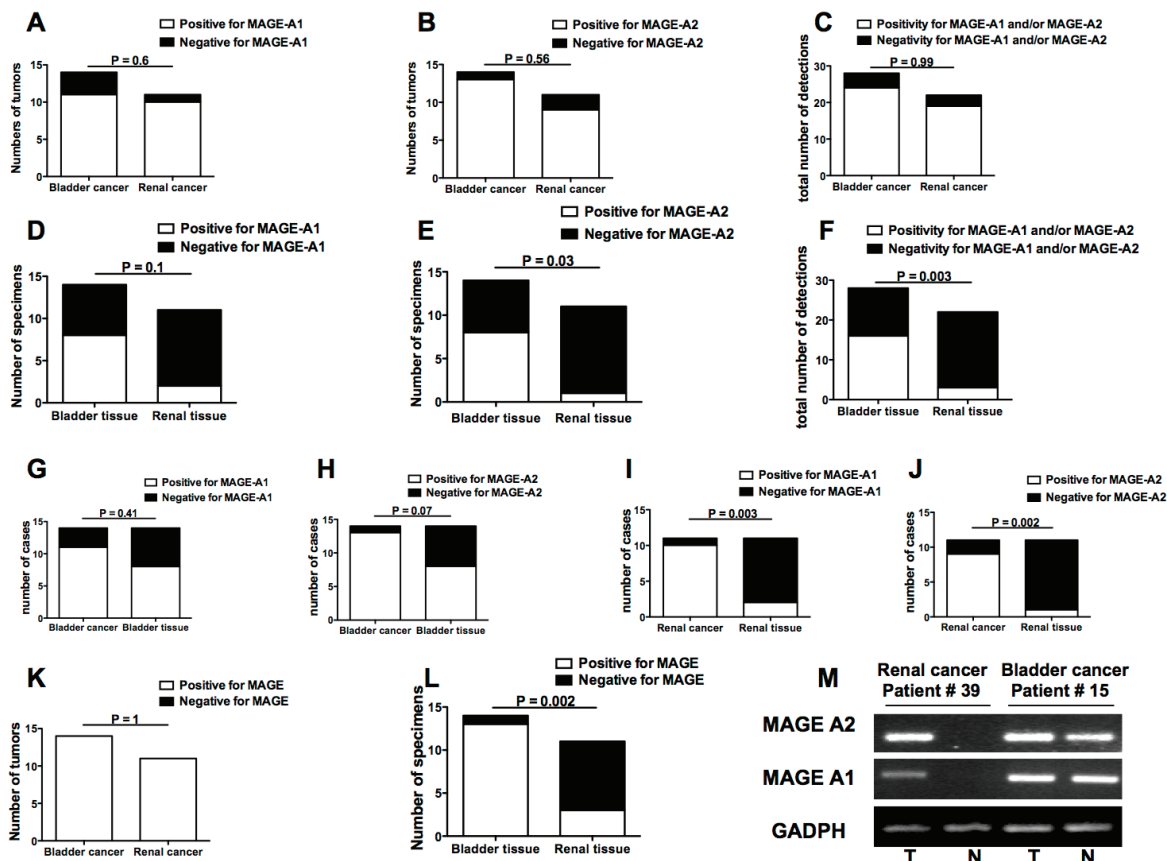 A
Positive for MAGE-A1
Negative for MAGE-A1
P = 0.6
Numbers of tumors
15
10
5
0
Bladder cancer Renal cancer
B
Positive for MAGE-A2
Negative for MAGE-A2
P = 0.56
Numbers of tumors
15
10
5
0
Bladder cancer Renal cancer
C
Positivity for MAGE-A1 and/or MAGE-A2
Negativity for MAGE-A1 and/or MAGE-A2
P = 0.99
total number of detections
30
20
10
0
Bladder cancer Renal cancer
D
Positive for MAGE-A1
Negative for MAGE-A1
P = 0.1
Number of specimens
15
10
5
0
Bladder tissue Renal tissue
E
Positive for MAGE-A2
Negative for MAGE-A2
P = 0.03
Number of specimens
15
10
5
0
Bladder tissue Renal tissue
F
Positivity for MAGE-A1 and/or MAGE-A2
Negativity for MAGE-A1 and/or MAGE-A2
P = 0.003
total number of detections
30
20
10
0
Bladder tissue Renal tissue
G
Positive for MAGE-A1
Negative for MAGE-A1
P = 0.41
number of cases
15
10
5
0
Bladder cancer Bladder tissue
H
Positive for MAGE-A2
Negative for MAGE-A2
P = 0.07
number of cases
15
10
5
0
Bladder cancer Bladder tissue
I
Positive for MAGE-A1
Negative for MAGE-A1
P = 0.003
number of cases
15
10
5
0
Renal cancer Renal tissue
J
Positive for MAGE-A2
Negative for MAGE-A2
P = 0.002
number of cases
15
10
5
0
Renal cancer Renal tissue
K
Positive for MAGE
Negative for MAGE
P = 1
Number of tumors
15
10
5
0
Bladder cancer Renal cancer
L
Positive for MAGE
Negative for MAGE
P = 0.002
Number of specimens
15
10
5
0
Bladder tissue Renal tissue
M
Renal cancer Bladder cancer
Patient # 39 Patient # 15
MAGE A2
MAGE A1
GADPH
T N T N